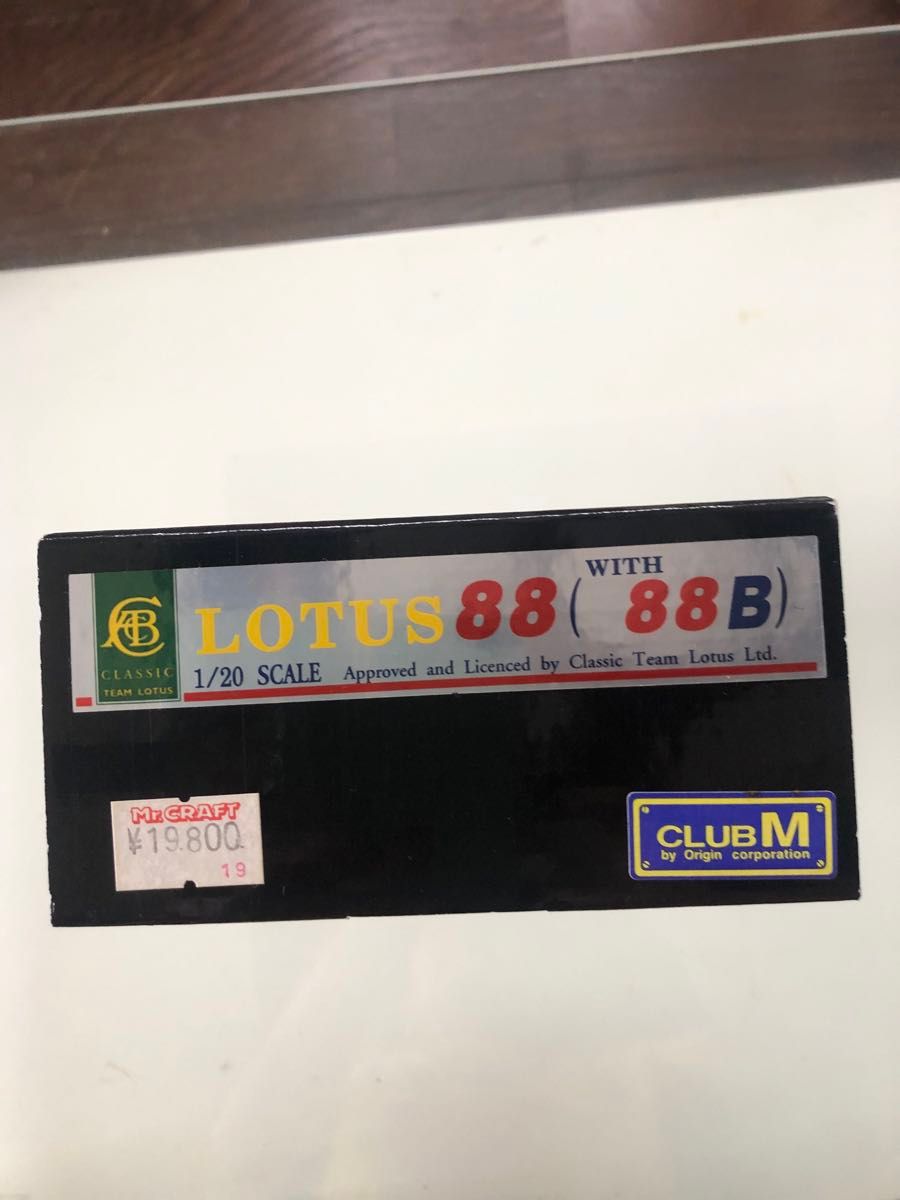 ACBC
CLASSIC
TEAM LOTUS
LOTUS 88 (WITH 88B)
1/20 SCALE Approved and Licenced by Classic Team Lotus Ltd.
Mr.CRAFT
¥19.800
19
CLUB M
by Origin corporation